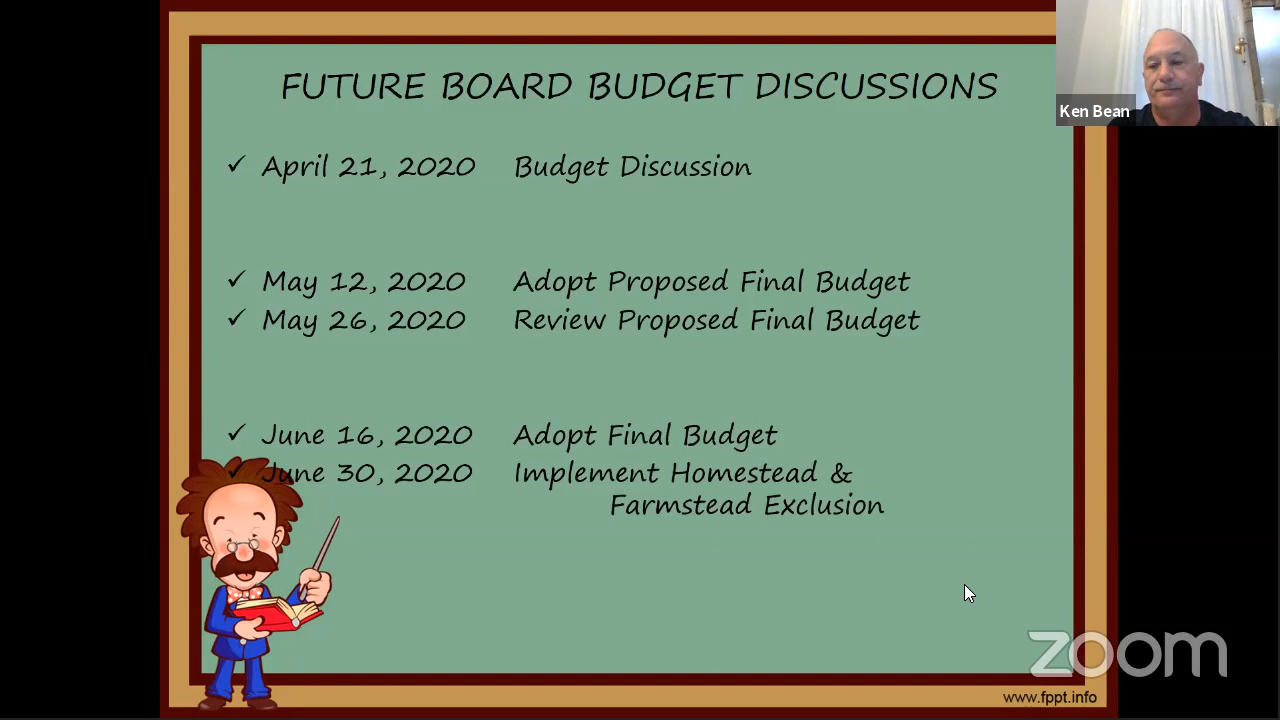 FUTURE BOARD BUDGET DISCUSSIONS
Ken Bean
✓ April 21, 2020 Budget Discussion
✓ May 12, 2020 Adopt Proposed Final Budget
✓ May 26, 2020 Review Proposed Final Budget
✓ June 16, 2020 Adopt Final Budget
✓ June 30, 2020 Implement Homestead &
Farmstead Exclusion
zoom
www.fppt.info